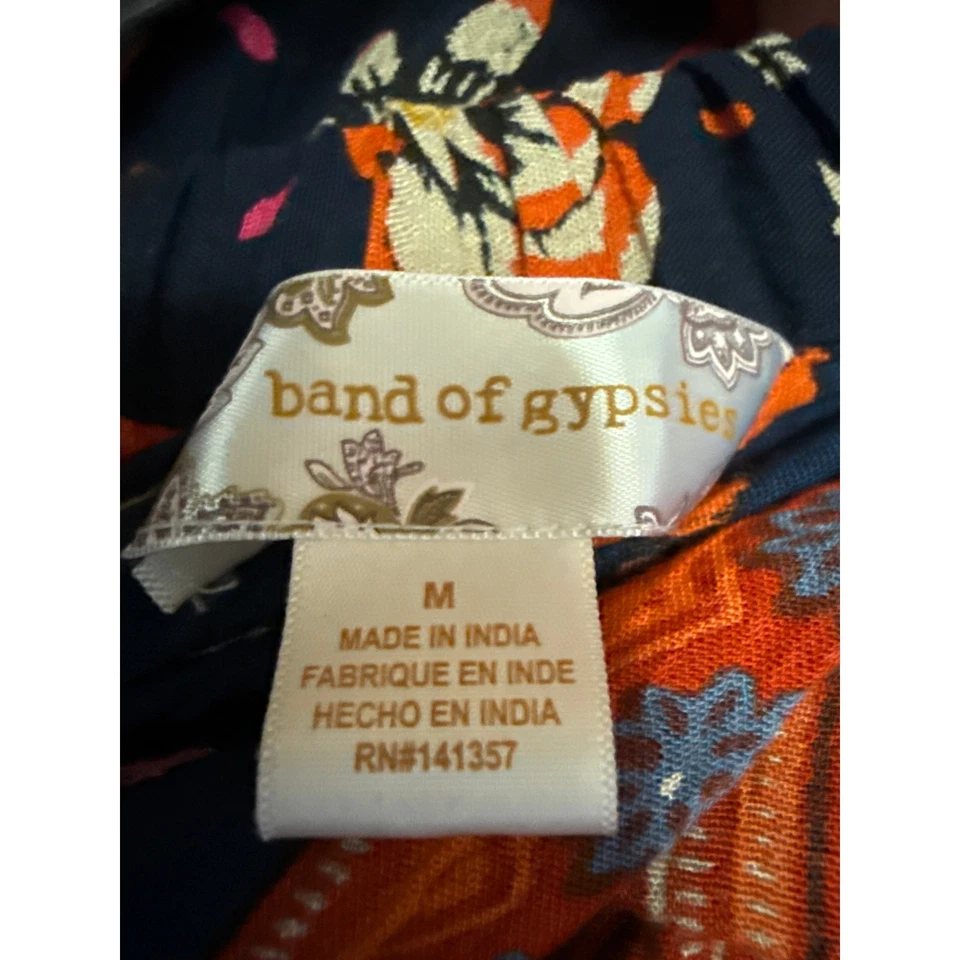 band of gypsies
M
MADE IN INDIA
FABRIQUE EN INDE
HECHO EN INDIA
RN#141357